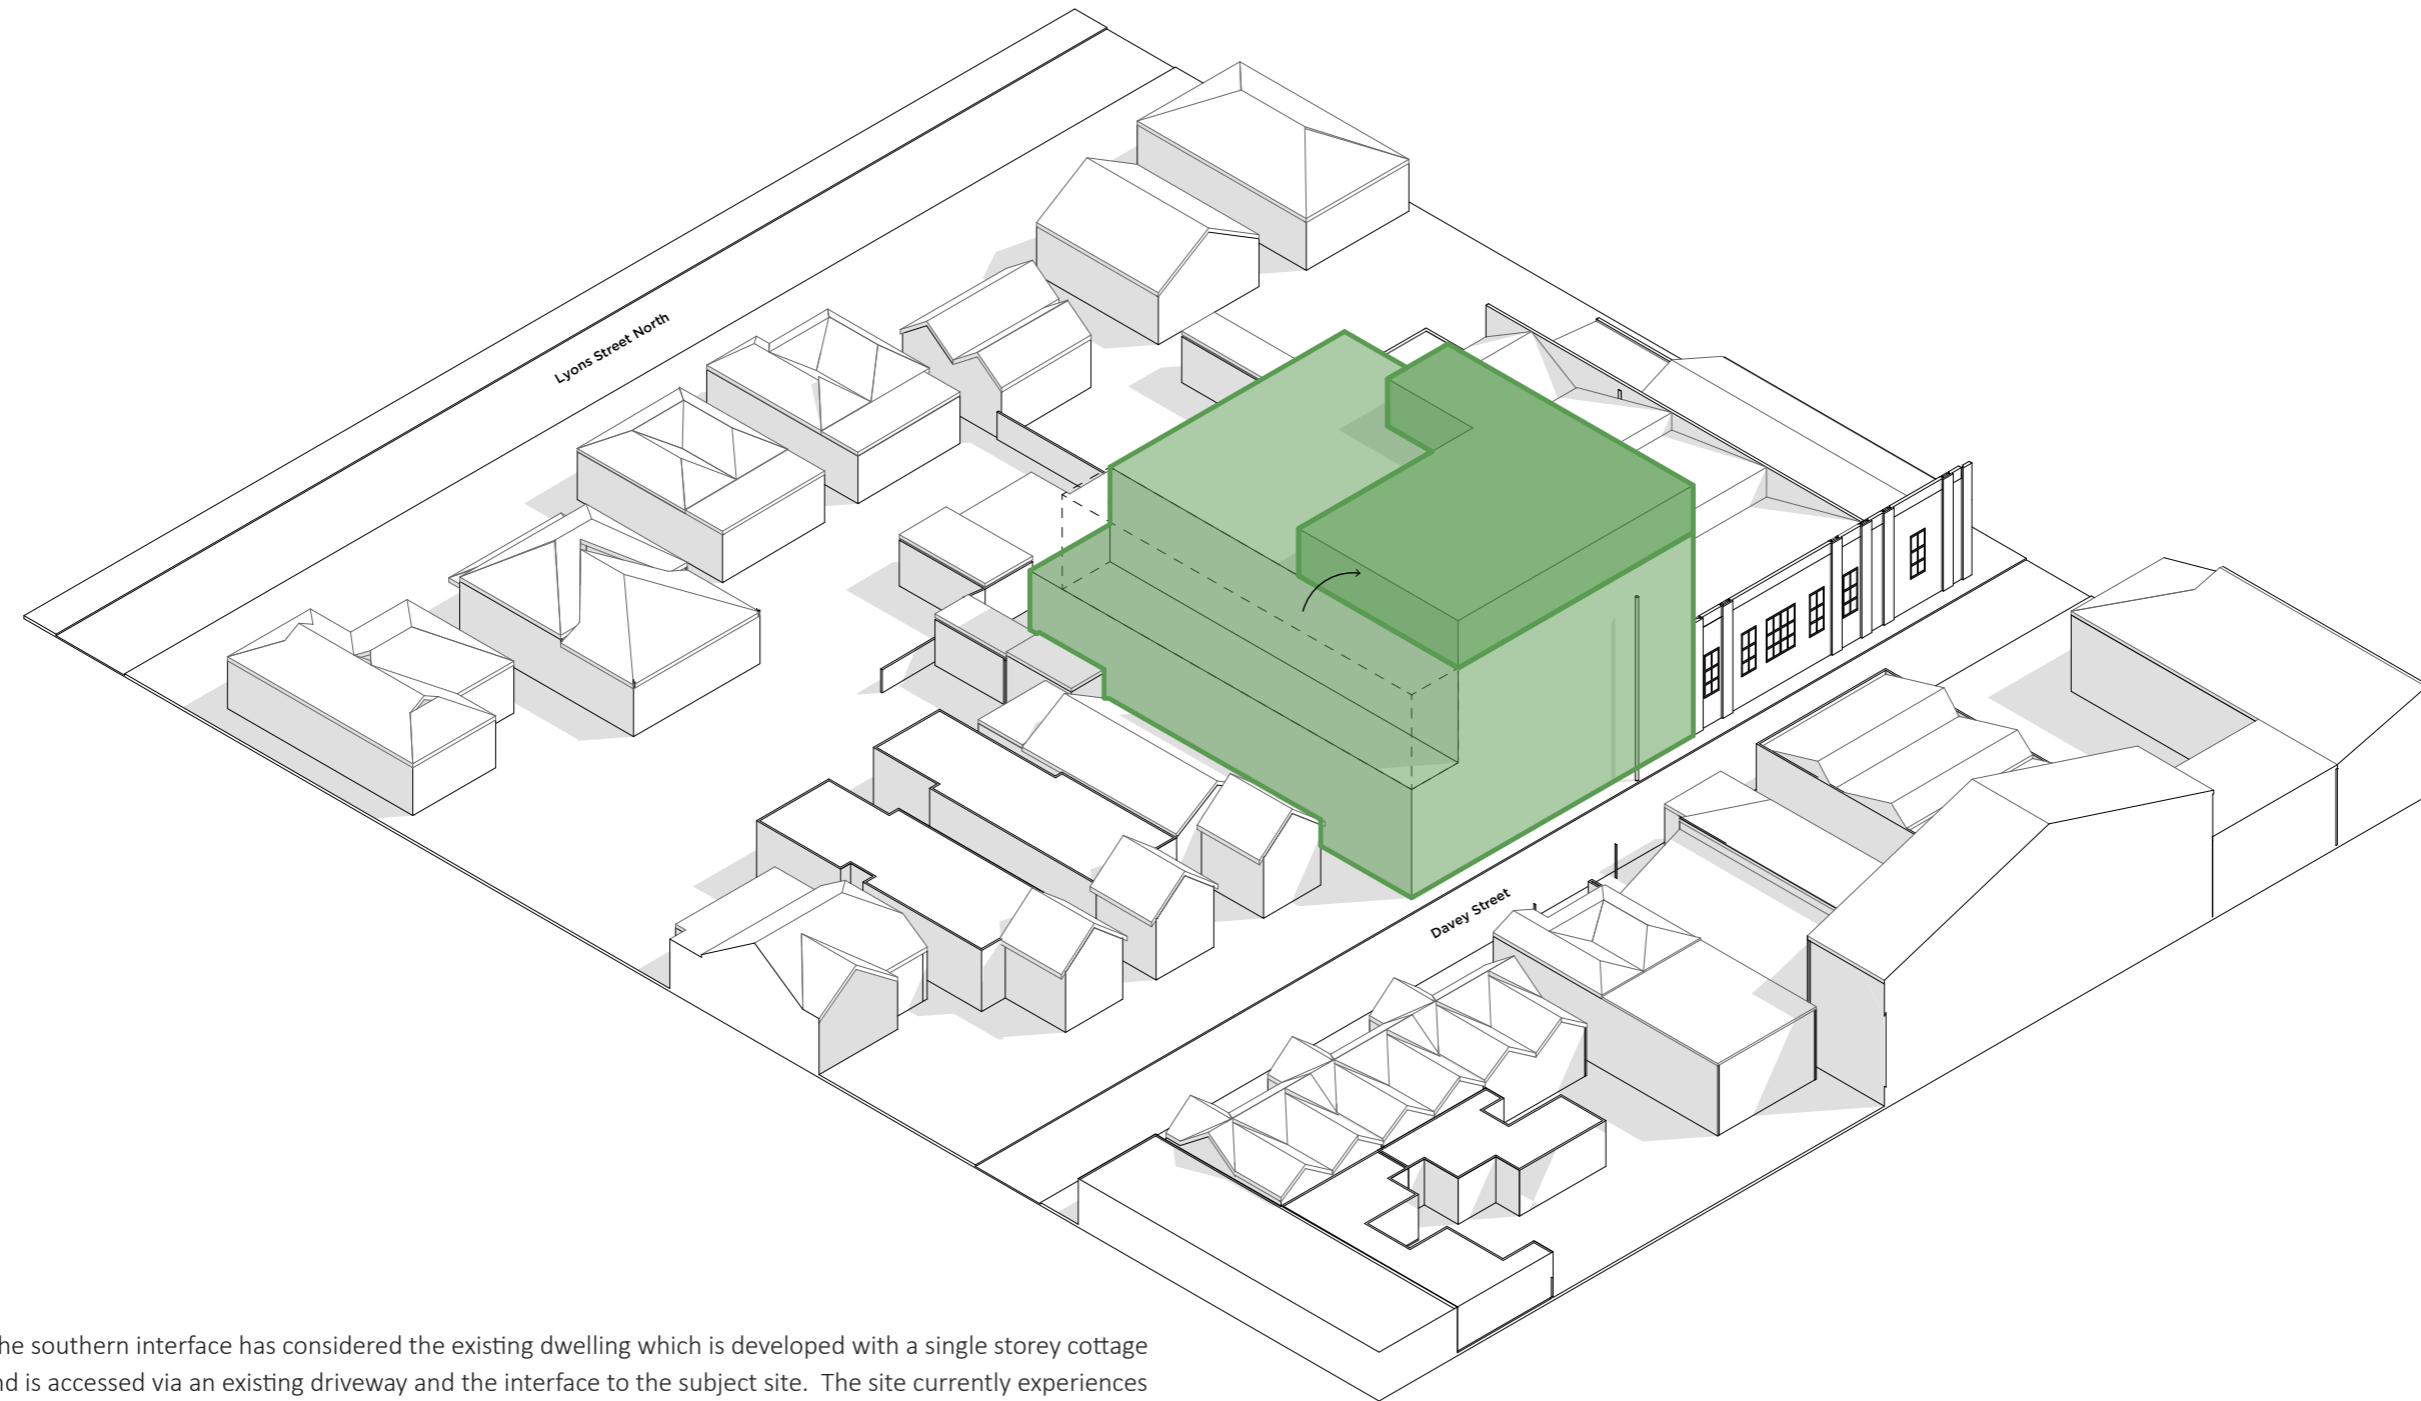 Lyons Street North
Davey Street
he southern interface has considered the existing dwelling which is developed with a single storey cottage
nd is accessed via an existing driveway and the interface to the subject site.  The site currently experiences